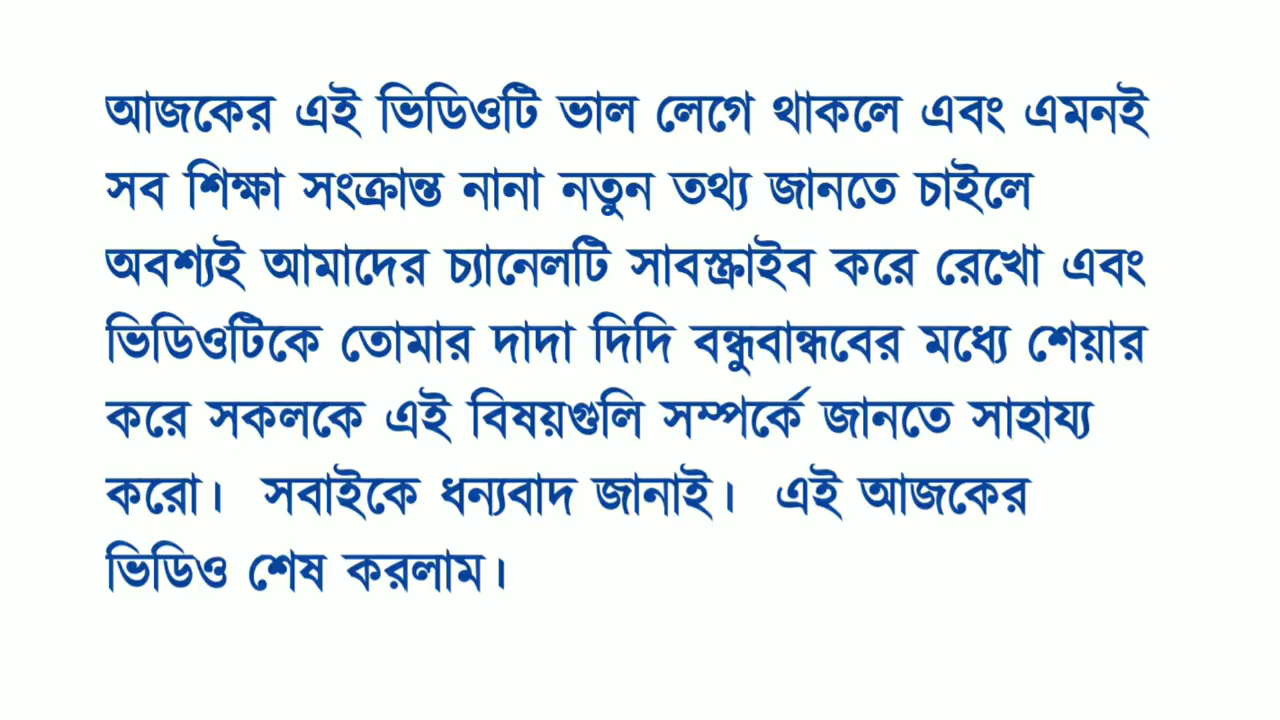 আজকের এই ভিডিওটি ভাল লেগে থাকলে এবং এমনই
সব শিক্ষা সংক্রান্ত নানা নতুন তথ্য জানতে চাইলে
অবশ্যই আমাদের চ্যানেলটি সাবস্ক্রাইব করে রেখো এবং
ভিডিওটিকে তোমার দাদা দিদি বন্ধুবান্ধবের মধ্যে শেয়ার
করে সকলকে এই বিষয়গুলি সম্পর্কে জানতে সাহায্য
করো। সবাইকে ধন্যবাদ জানাই। এই আজকের
ভিডিও শেষ করলাম।